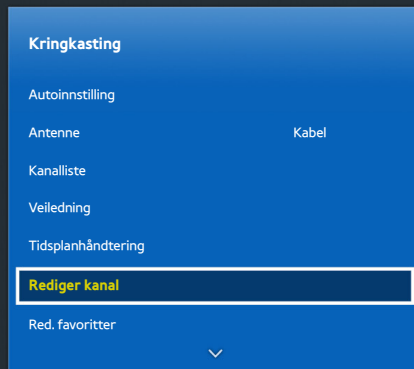 Kringkasting
Autoinnstilling
Antenne Kabel
Kanalliste
Veiledning
Tidsplanhåndtering
Rediger kanal
Red. favoritter